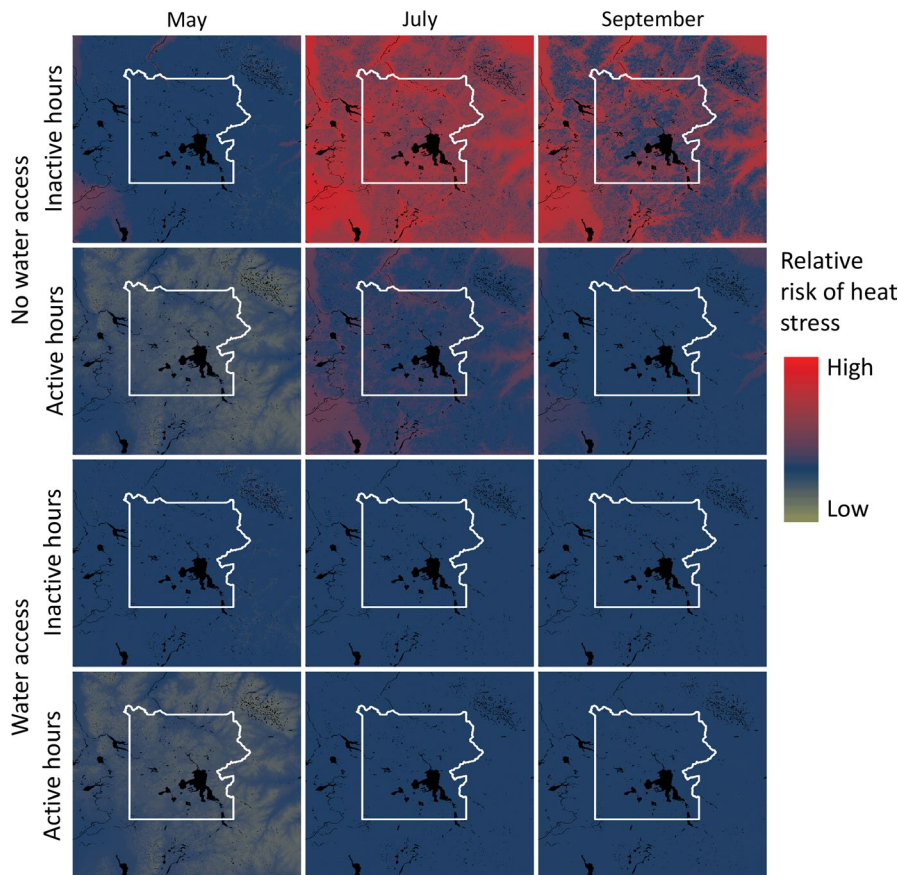 May
July
September
No water access
Inactive hours
Active hours
Water access
Inactive hours
Active hours
Relative
risk of heat
stress
High
Low